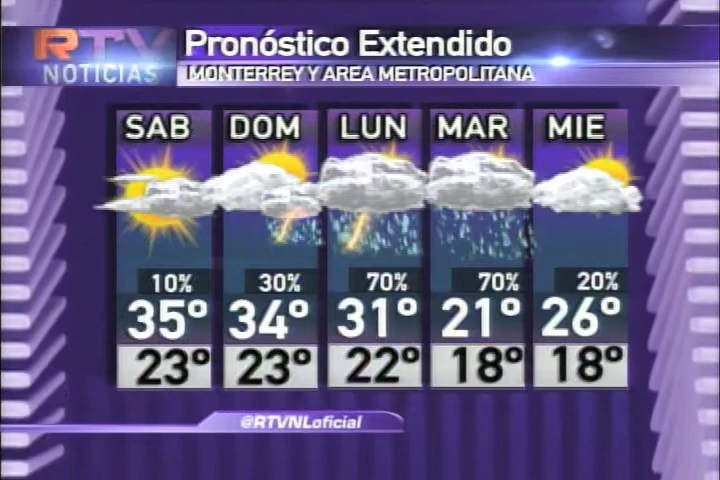 RTV
NOTICIAS
Pronóstico Extendido
MONTERREY Y AREA METROPOLITANA
SAB DOM LUN MAR MIE
10% 30% 70% 70% 20%
35° 34° 31° 21° 26°
23° 23° 22° 18° 18°
@RTVNLoficial